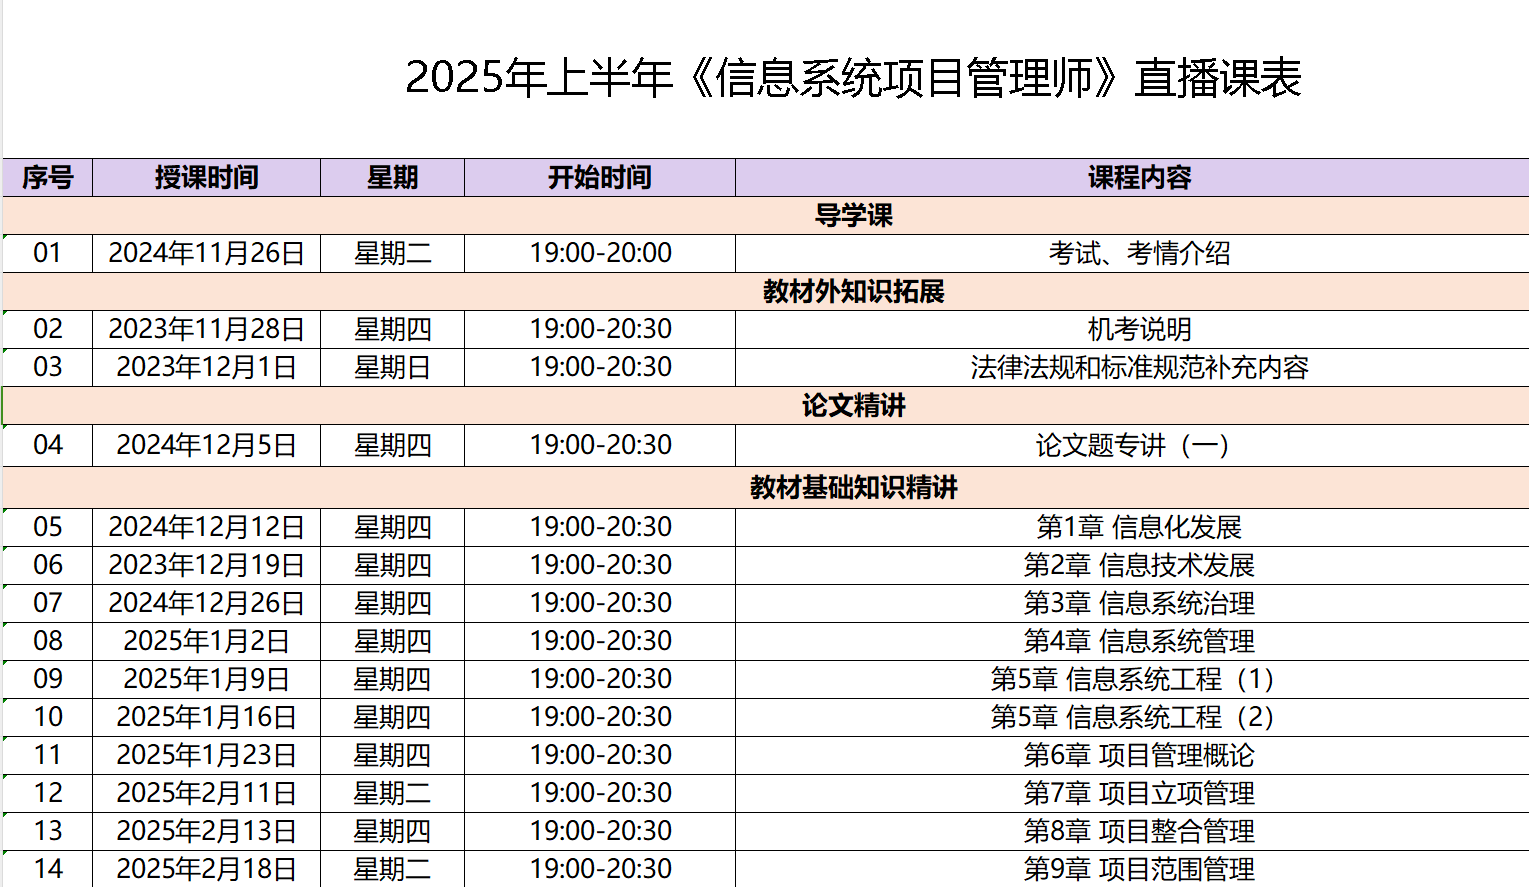 2025年上半年《信息系统项目管理师》直播课表
序号 授课时间 星期 开始时间 课程内容
导学课
01 2024年11月26日 星期二 19:00-20:00 考试、考情介绍
教材外知识拓展
02 2023年11月28日 星期四 19:00-20:30 机考说明
03 2023年12月1日 星期日 19:00-20:30 法律法规和标准规范补充内容
论文精讲
04 2024年12月5日 星期四 19:00-20:30 论文题专讲（一）
教材基础知识精讲
05 2024年12月12日 星期四 19:00-20:30 第1章 信息化发展
06 2023年12月19日 星期四 19:00-20:30 第2章 信息技术发展
07 2024年12月26日 星期四 19:00-20:30 第3章 信息系统治理
08 2025年1月2日 星期四 19:00-20:30 第4章 信息系统管理
09 2025年1月9日 星期四 19:00-20:30 第5章 信息系统工程（1）
10 2025年1月16日 星期四 19:00-20:30 第5章 信息系统工程（2）
11 2025年1月23日 星期四 19:00-20:30 第6章 项目管理概论
12 2025年2月11日 星期二 19:00-20:30 第7章 项目立项管理
13 2025年2月13日 星期四 19:00-20:30 第8章 项目整合管理
14 2025年2月18日 星期二 19:00-20:30 第9章 项目范围管理